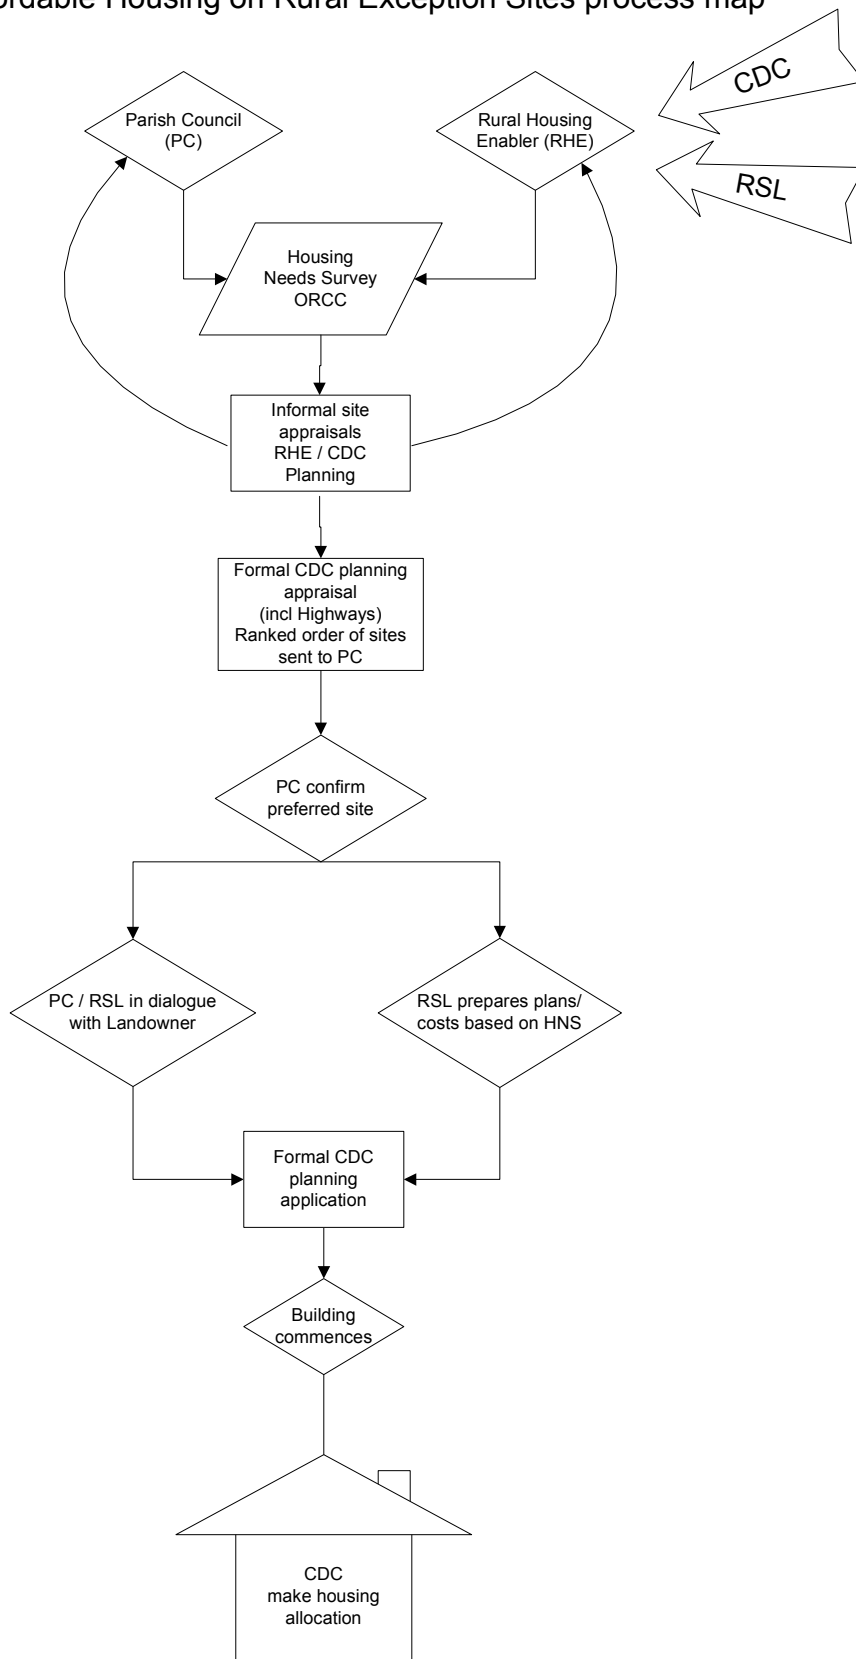 ordable Housing on Rural Exception Sites process map
CDC
Parish Council
(PC)
Rural Housing
Enabler (RHE)
RSL
Housing
Needs Survey
ORCC
Informal site
appraisals
RHE / CDC
Planning
Formal CDC planning
appraisal
(incl Highways)
Ranked order of sites
sent to PC
PC confirm
preferred site
PC / RSL in dialogue
with Landowner
RSL prepares plans/
costs based on HNS
Formal CDC
planning
application
Building
commences
CDC
make housing
allocation